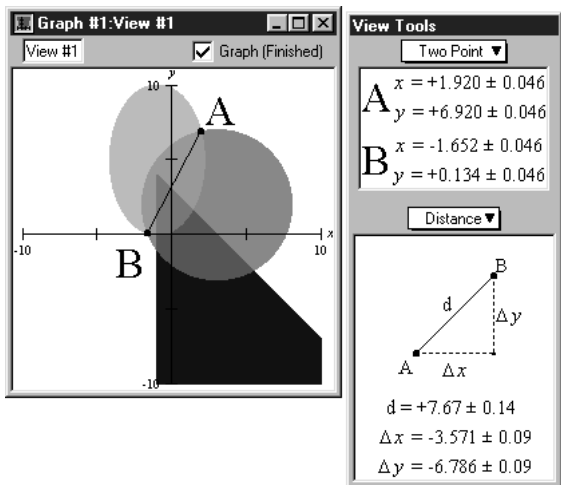 Graph #1:View #1
View #1 Graph (Finished)
y
10
A
-10 x 10
B
-10
View Tools
Two Point ▼
A x = +1.920 ± 0.046
y = +6.920 ± 0.046
B x = -1.652 ± 0.046
y = +0.134 ± 0.046
Distance ▼
B
d
Δy
A Δx
d = +7.67 ± 0.14
Δx = -3.571 ± 0.09
Δy = -6.786 ± 0.09